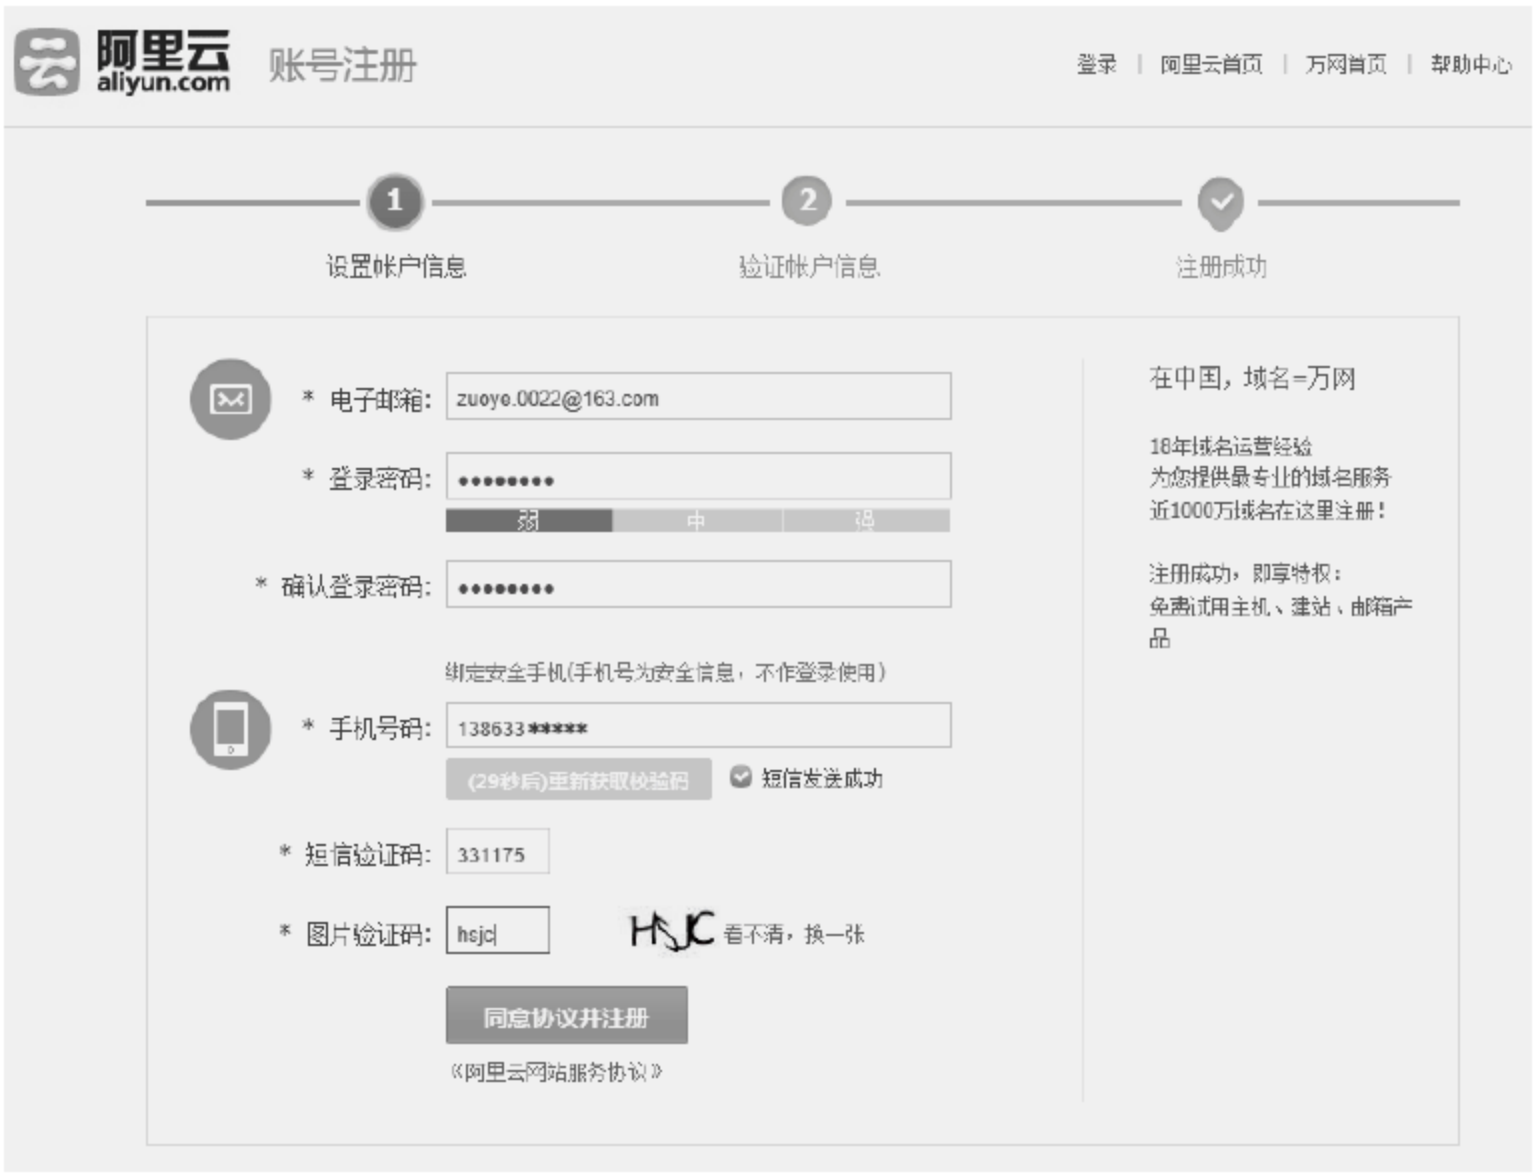 阿里云
aliyun.com
账号注册
登录 | 阿里云首页 | 万网首页 | 帮助中心
1
2
设置帐户信息
验证帐户信息
注册成功
* 电子邮箱: zuoye.0022@163.com
* 登录密码: ●●●●●●●●
弱 中 强
* 确认登录密码: ●●●●●●●●
绑定安全手机(手机号为安全信息，不作登录使用)
* 手机号码: 138633*****
(29秒后)重新获取校验码 短信发送成功
* 短信验证码: 331175
* 图片验证码: hsjc HSJC 看不清，换一张
同意协议并注册
《阿里云网站服务协议》
在中国，域名=万网
18年域名运营经验
为您提供最专业的域名服务
近1000万域名在这里注册！
注册成功，即享特权：
免费试用主机、建站、邮箱产
品